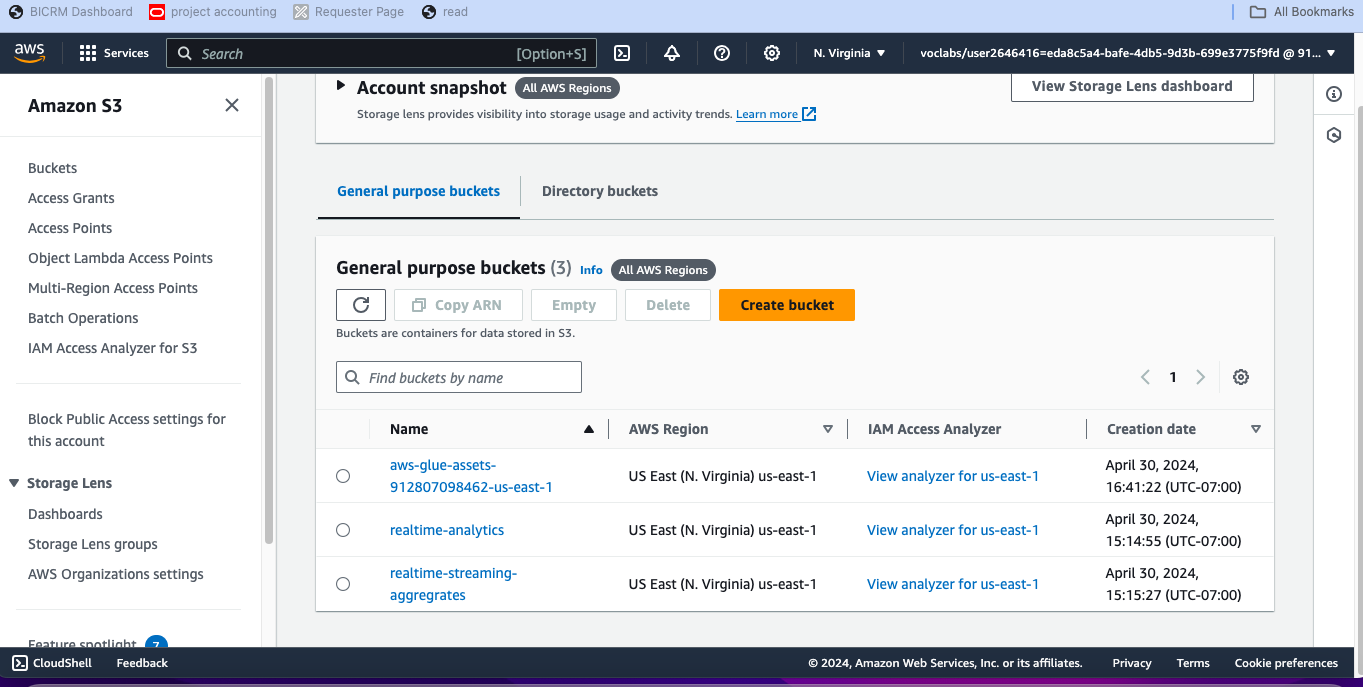 BICRM Dashboard project accounting Requester Page read All Bookmarks
aws Services Search [Option+S] N. Virginia voclabs/user2646416=eda8c5a4-bafe-4db5-9d3b-699e3775f9fd @ 91...
Amazon S3
Buckets
Access Grants
Access Points
Object Lambda Access Points
Multi-Region Access Points
Batch Operations
IAM Access Analyzer for S3
Block Public Access settings for
this account
Storage Lens
Dashboards
Storage Lens groups
AWS Organizations settings
Feature spotlight 7
Account snapshot All AWS Regions View Storage Lens dashboard
Storage lens provides visibility into storage usage and activity trends. Learn more
General purpose buckets Directory buckets
General purpose buckets (3) Info All AWS Regions
Copy ARN Empty Delete Create bucket
Buckets are containers for data stored in S3.
Find buckets by name 1
Name AWS Region IAM Access Analyzer Creation date
aws-glue-assets-
912807098462-us-east-1
US East (N. Virginia) us-east-1
View analyzer for us-east-1
April 30, 2024,
16:41:22 (UTC-07:00)
realtime-analytics
US East (N. Virginia) us-east-1
View analyzer for us-east-1
April 30, 2024,
15:14:55 (UTC-07:00)
realtime-streaming-
aggregrates
US East (N. Virginia) us-east-1
View analyzer for us-east-1
April 30, 2024,
15:15:27 (UTC-07:00)
CloudShell Feedback © 2024, Amazon Web Services, Inc. or its affiliates. Privacy Terms Cookie preferences